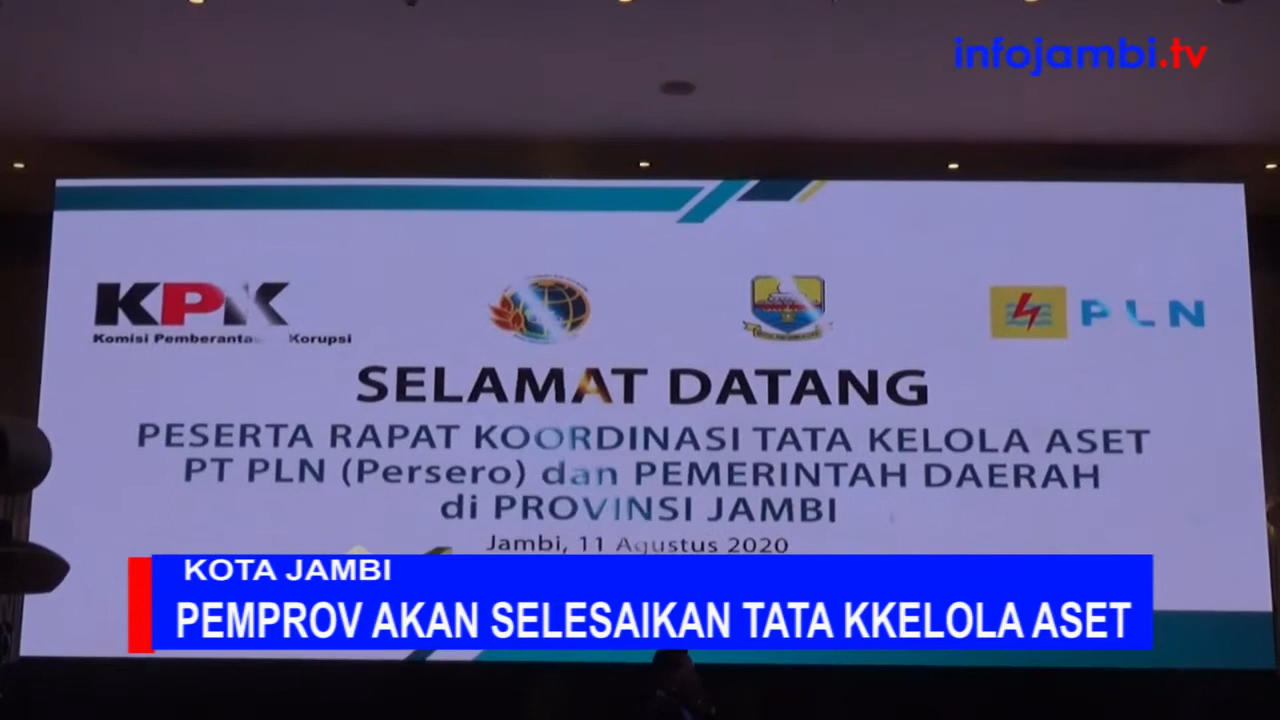 infojambi.tv
KPK
Komisi Pemberantas Korupsi
PLN
SELAMAT DATANG
PESERTA RAPAT KOORDINASI TATA KELOLA ASET
PT PLN (Persero) dan PEMERINTAH DAERAH
di PROVINSI JAMBI
Jambi, 11 Agustus 2020
KOTA JAMBI
PEMPROV AKAN SELESAIKAN TATA KKELOLA ASET